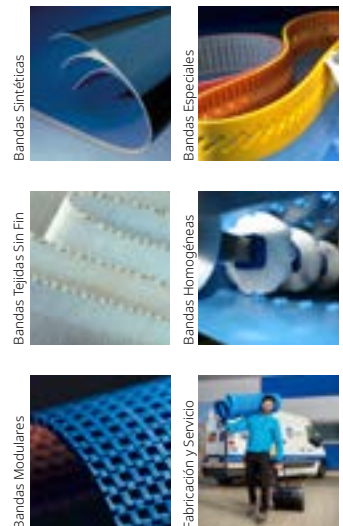 Bandas Sintéticas
Bandas Especiales
Bandas Tejidas Sin Fin
Bandas Homogéneas
Bandas Modulares
Fabricación y Servicio